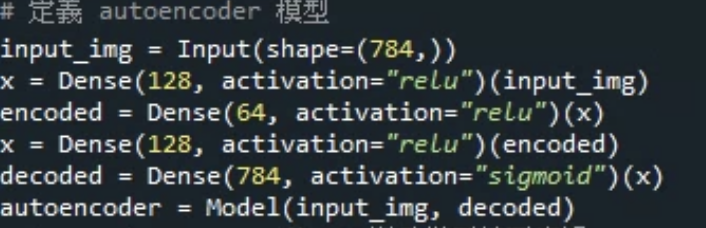 # 定義 autoencoder 模型
input_img = Input(shape=(784,))
x = Dense(128, activation="relu")(input_img)
encoded = Dense(64, activation="relu")(x)
x = Dense(128, activation="relu")(encoded)
decoded = Dense(784, activation="sigmoid")(x)
autoencoder = Model(input_img, decoded)